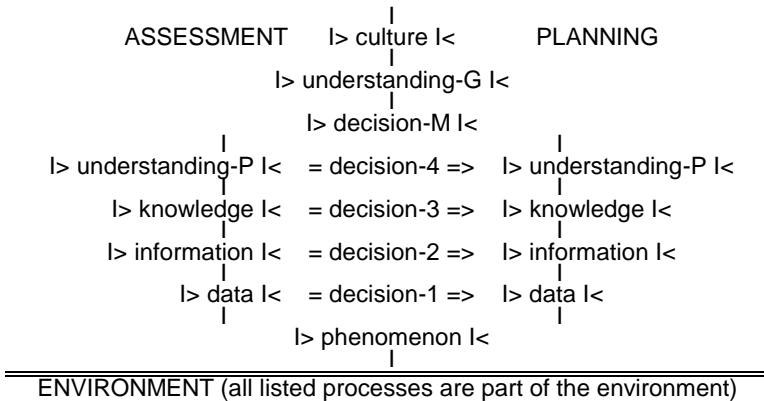 ASSESSMENT I> culture I< PLANNING
I> understanding-G I<
I> decision-M I<
I> understanding-P I< = decision-4 => I> understanding-P I<
I> knowledge I< = decision-3 => I> knowledge I<
I> information I< = decision-2 => I> information I<
I> data I< = decision-1 => I> data I<
I> phenomenon I<
ENVIRONMENT (all listed processes are part of the environment)